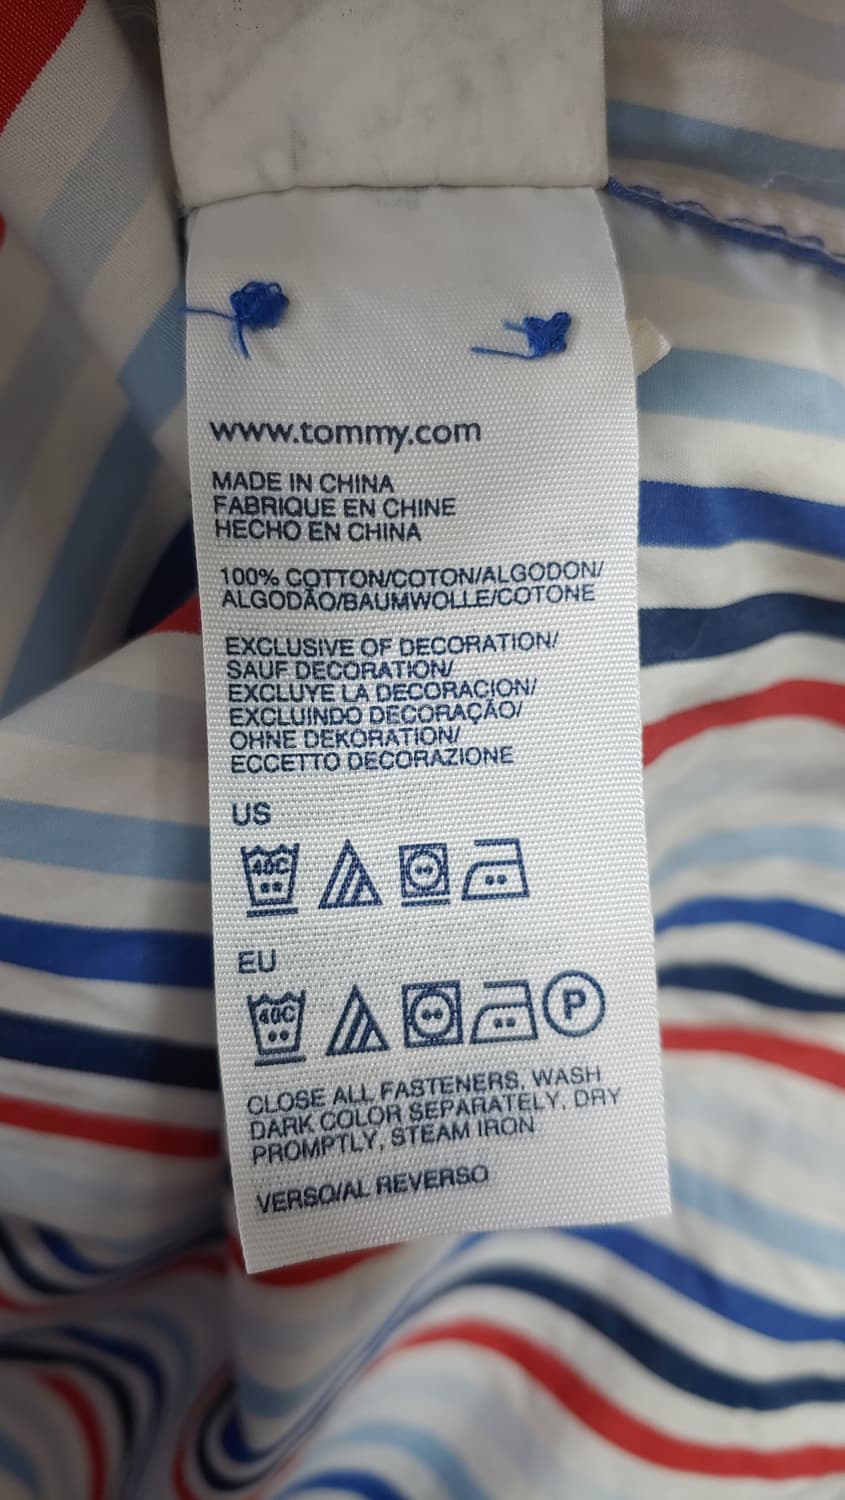 www.tommy.com
MADE IN CHINA
FABRIQUE EN CHINE
HECHO EN CHINA
100% COTTON/COTON/ALGODON/
ALGODÃO/BAUMWOLLE/COTONE
EXCLUSIVE OF DECORATION/
SAUF DECORATION/
EXCLUYE LA DECORACION/
EXCLUINDO DECORAÇÃO/
OHNE DEKORATION/
ECCETTO DECORAZIONE
US
40C
EU
40C P
CLOSE ALL FASTENERS, WASH
DARK COLOR SEPARATELY, DRY
PROMPTLY, STEAM IRON
VERSO/AL REVERSO